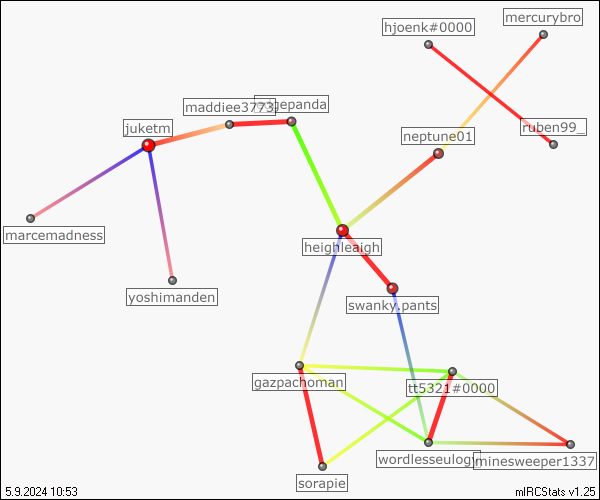 mercurybro
hjoenk#0000
maddiee3773
gepanda
juketm
ruben99_
neptune01
marcemadness
heighleaigh
yoshimanden
swanky.pants
gazpachoman
tt5321#0000
wordlesseulogy
minesweeper1337
sorapie
5.9.2024 10:53
mIRCStats v1.25